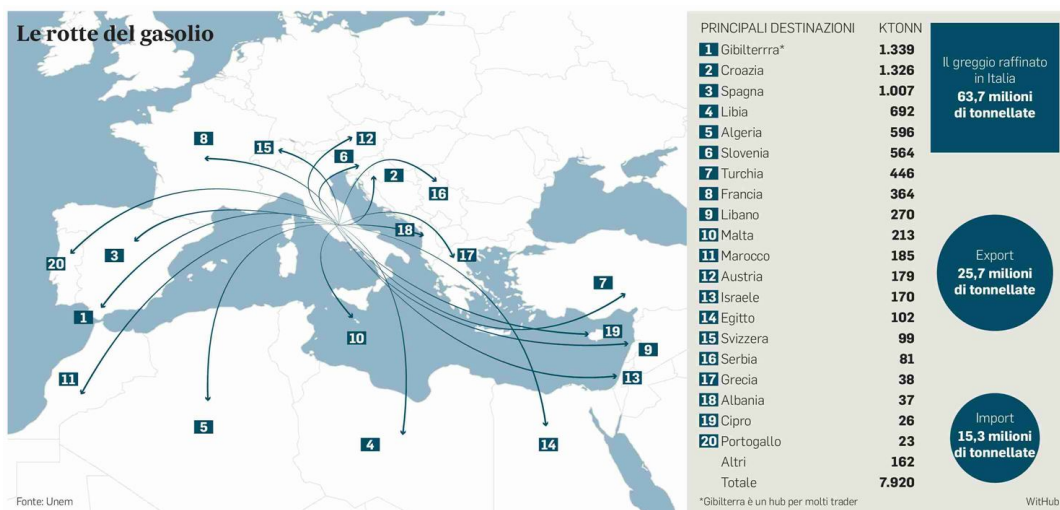 Le rotte del gasolio
8
15
12
6
2
16
18
17
20
3
7
1
10
19
9
11
13
5
4
14
Fonte: Unem
PRINCIPALI DESTINAZIONI KTONN
1 Gibilterrra* 1.339
2 Croazia 1.326
3 Spagna 1.007
4 Libia 692
5 Algeria 596
6 Slovenia 564
7 Turchia 446
8 Francia 364
9 Libano 270
10 Malta 213
11 Marocco 185
12 Austria 179
13 Israele 170
14 Egitto 102
15 Svizzera 99
16 Serbia 81
17 Grecia 38
18 Albania 37
19 Cipro 26
20 Portogallo 23
Altri 162
Totale 7.920
*Gibilterra è un hub per molti trader
Il greggio raffinato
in Italia
63,7 milioni
di tonnellate
Export
25,7 milioni
di tonnellate
Import
15,3 milioni
di tonnellate
WitHub